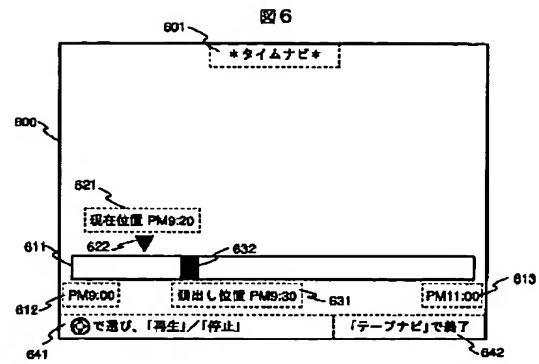 図６
601
＊タイムナビ＊
600
621
現在位置 PM9:20
622
632
611
613
PM9:00
頭出し位置 PM9:30
PM11:00
612
631
で選び、「再生」／「停止」
「テープナビ」で終了
641
642